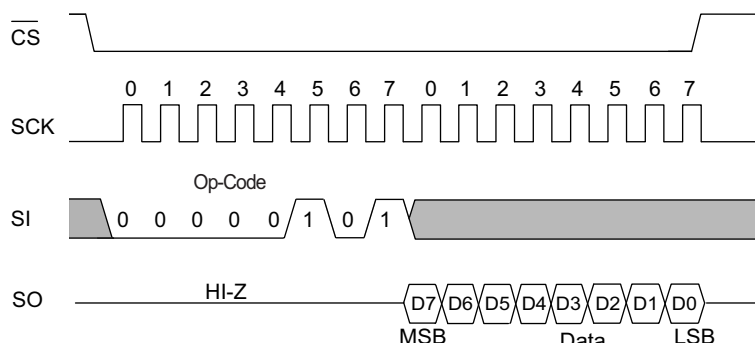 CS
0 1 2 3 4 5 6 7 0 1 2 3 4 5 6 7
SCK
Op-Code
SI 0 0 0 0 0 1 0 1
HI-Z
SO D7 D6 D5 D4 D3 D2 D1 D0
MSB Data LSB